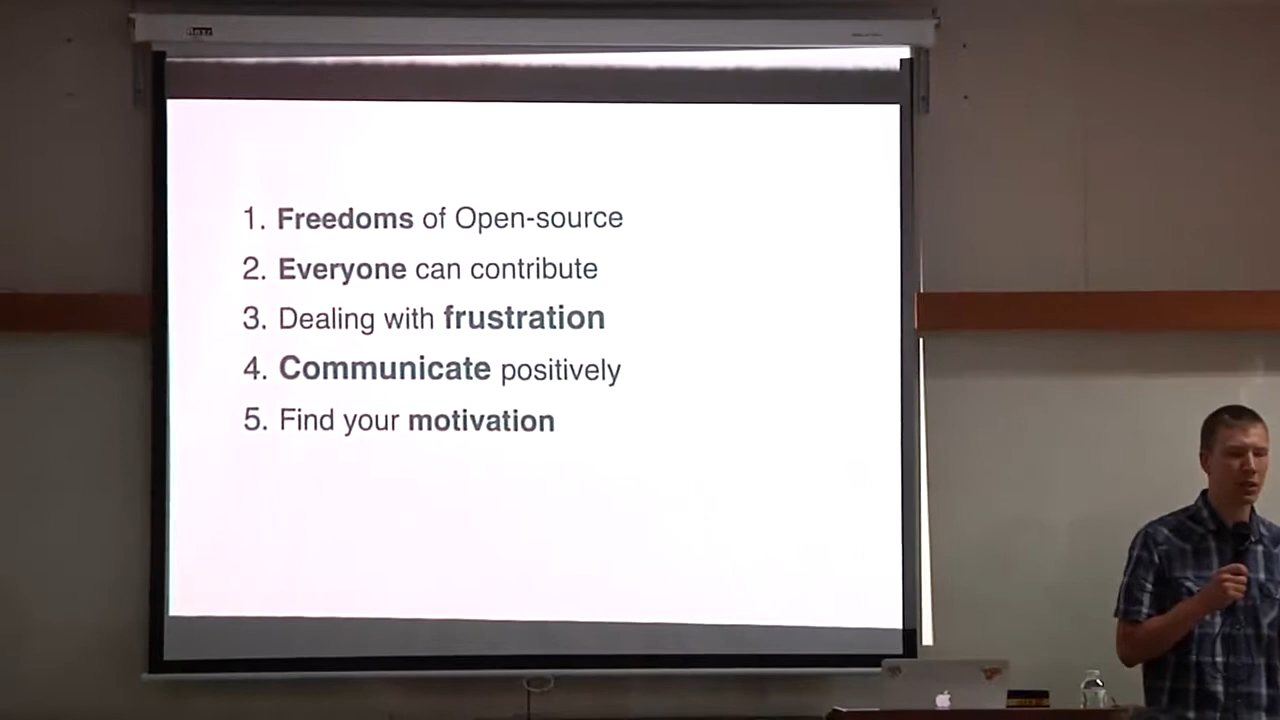 1. Freedoms of Open-source
2. Everyone can contribute
3. Dealing with frustration
4. Communicate positively
5. Find your motivation